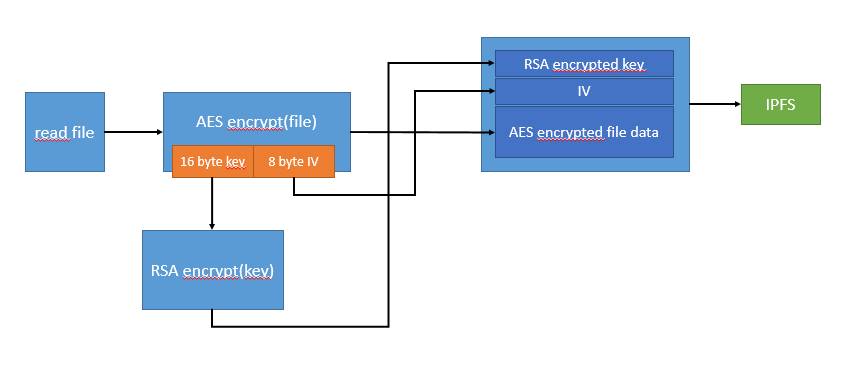 read file
AES encrypt(file)
16 byte key
8 byte IV
RSA encrypt(key)
RSA encrypted key
IV
AES encrypted file data
IPFS